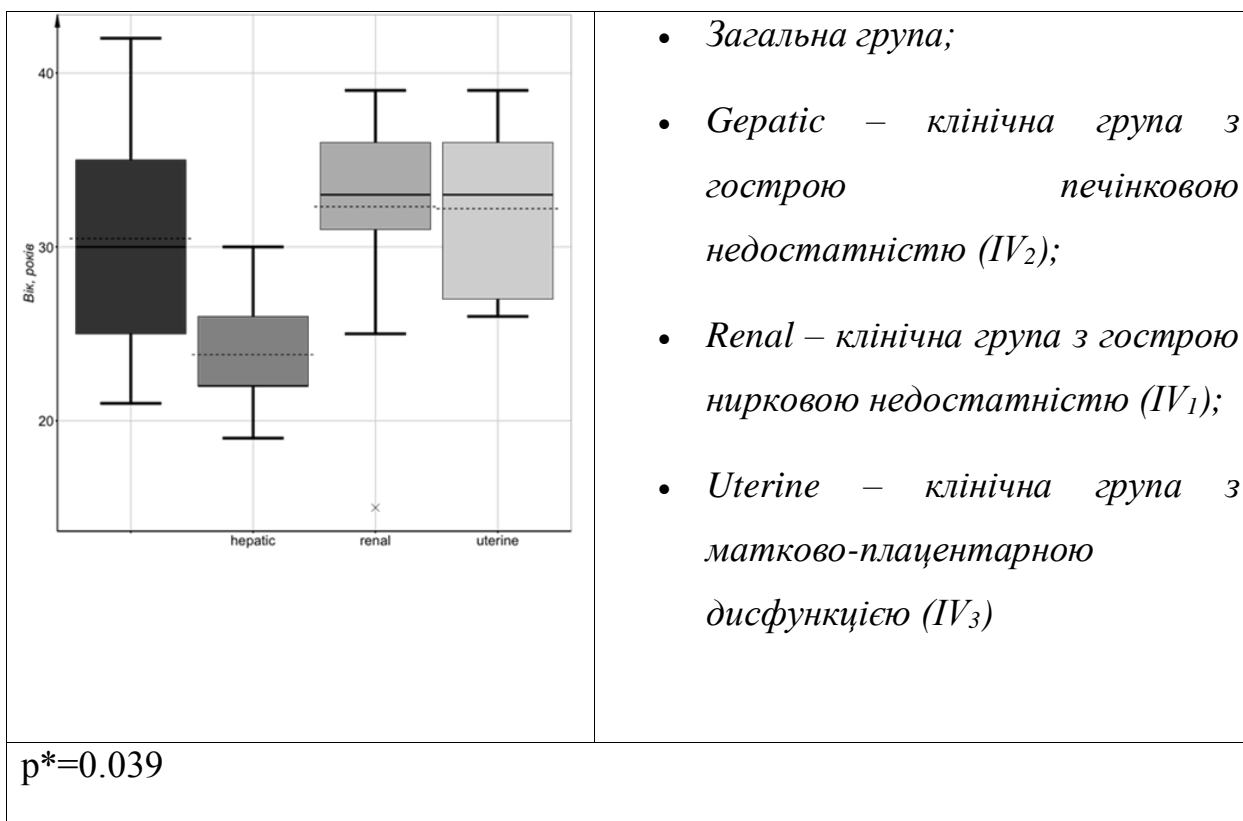 40
30
20
Вік, років
hepatic renal uterine
• Загальна група;
• Gepatic – клінічна група з
гострою печінковою
недостатністю (IV₂);
• Renal – клінічна група з гострою
нирковою недостатністю (IV₁);
• Uterine – клінічна група з
матково-плацентарною
дисфункцією (IV₃)
p*=0.039